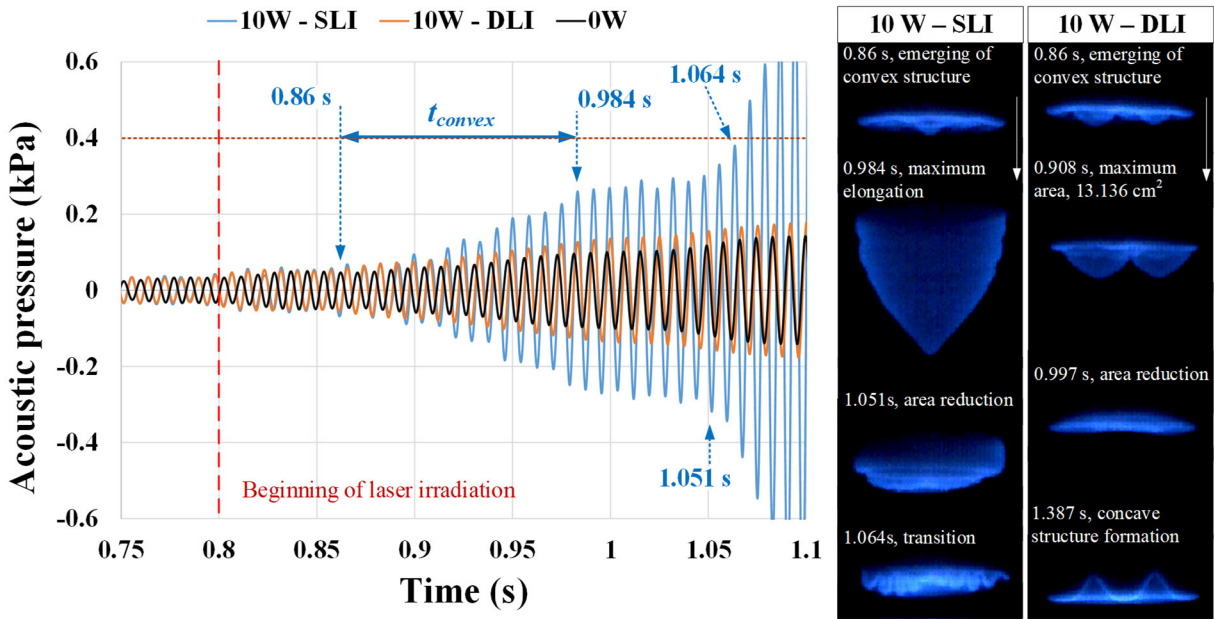 10W - SLI 10W - DLI 0W
Acoustic pressure (kPa)
0.6
0.4
0.2
0
-0.2
-0.4
-0.6
0.86 s
t_convex
0.984 s
1.064 s
1.051 s
Beginning of laser irradiation
0.75 0.8 0.85 0.9 0.95 1 1.05 1.1
Time (s)
10 W – SLI
0.86 s, emerging of
convex structure
0.984 s, maximum
elongation
1.051s, area reduction
1.064s, transition
10 W – DLI
0.86 s, emerging of
convex structure
0.908 s, maximum
area, 13.136 cm²
0.997 s, area reduction
1.387 s, concave
structure formation